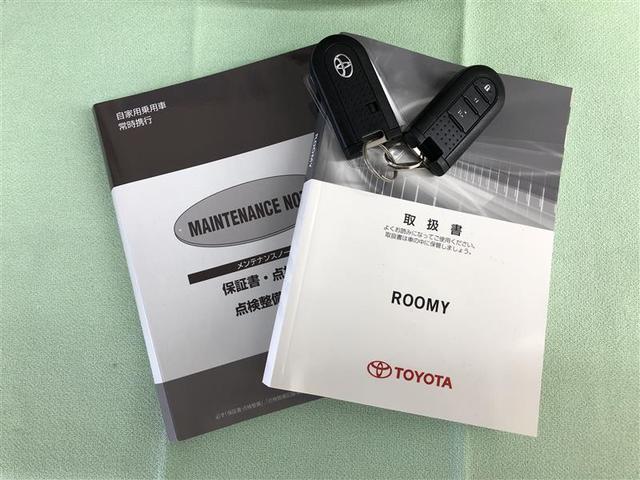 自家用乗用車
常時携行
MAINTENANCE NO
メンテナンスノー
保証書・点
点検整備
取扱書
よくお読みになってご使用ください。
取扱書は車の中に保管しましょう。
ROOMY
TOYOTA